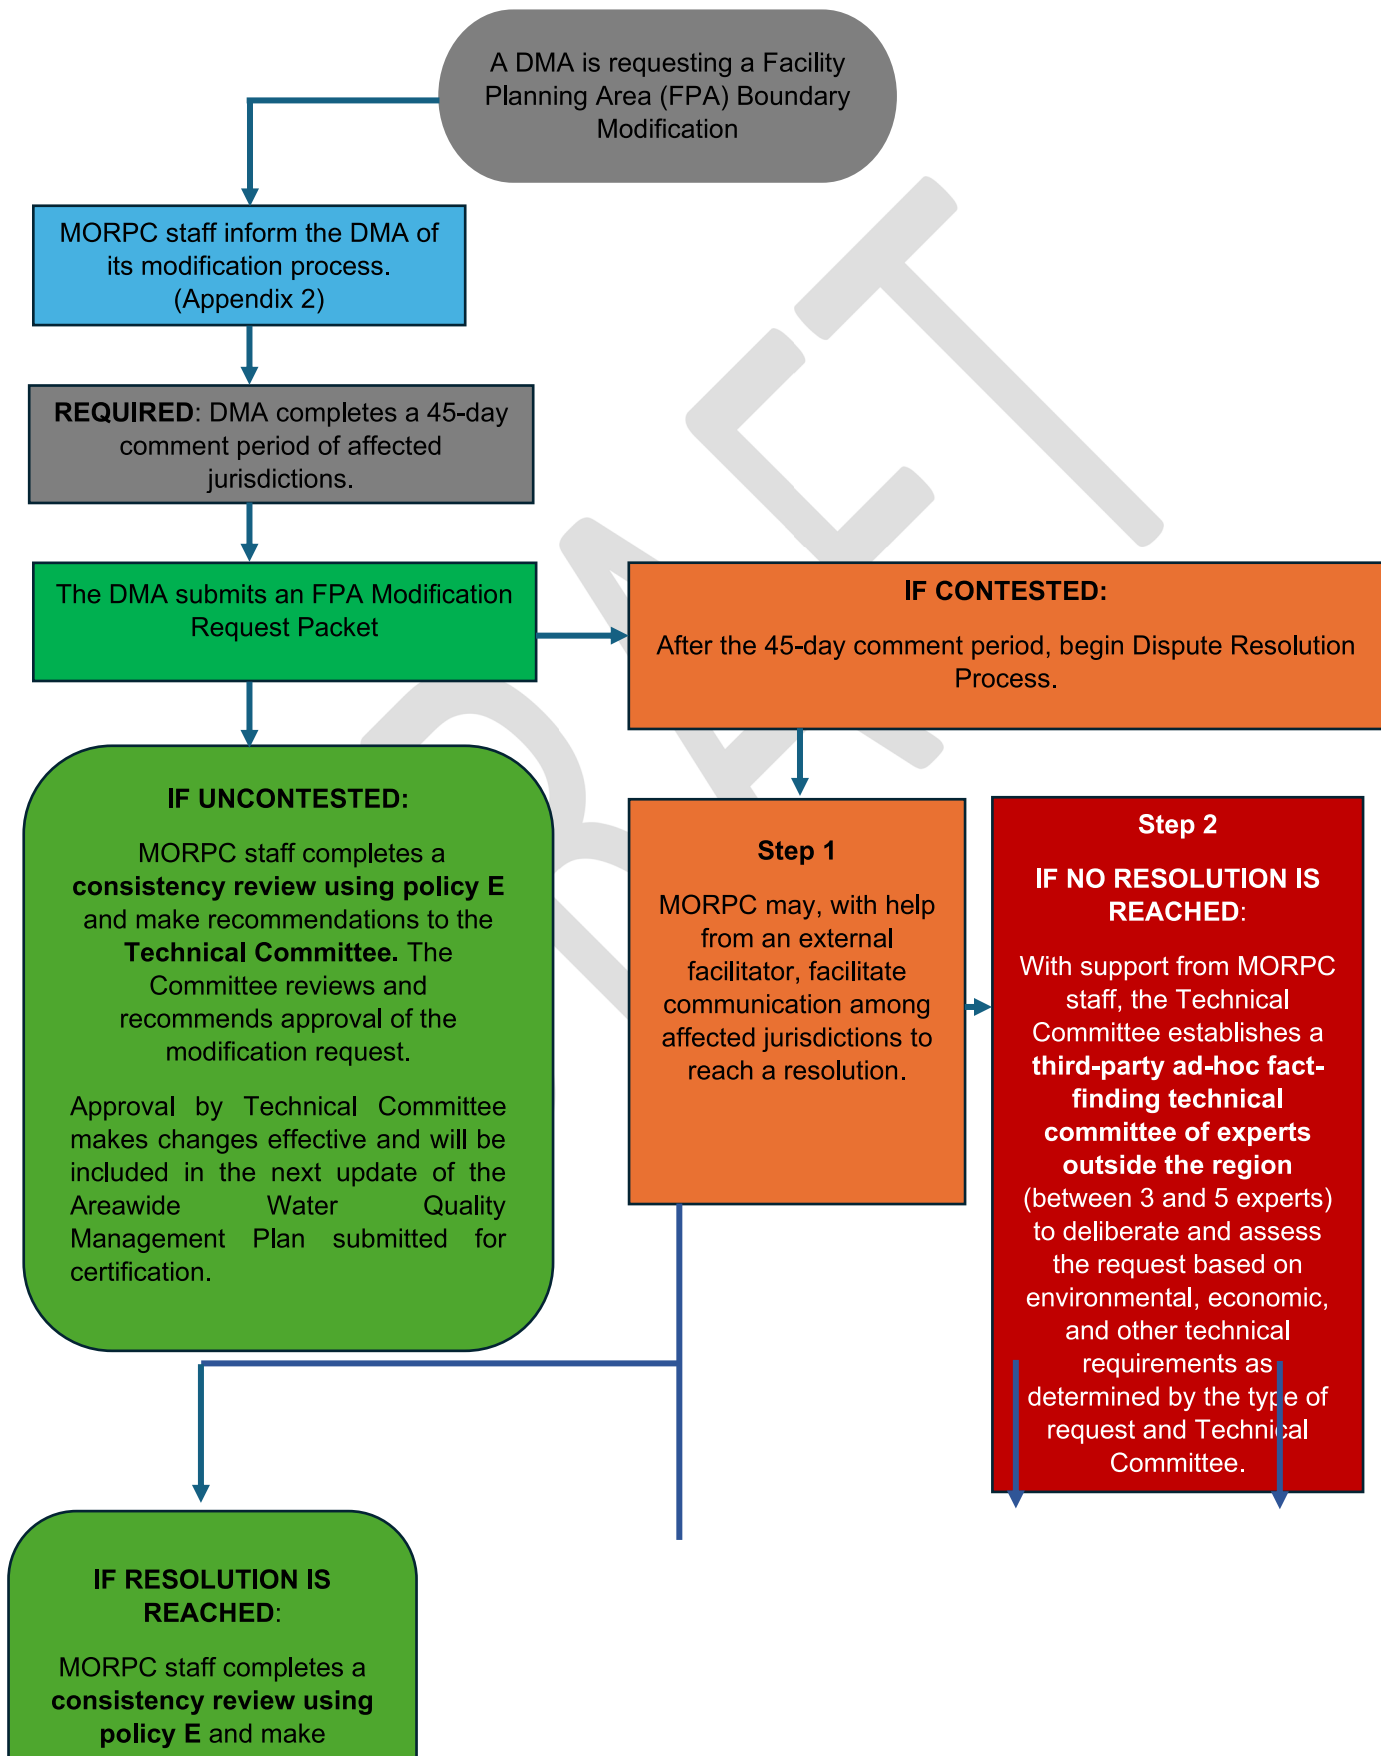 A DMA is requesting a Facility
Planning Area (FPA) Boundary
Modification
MORPC staff inform the DMA of
its modification process.
(Appendix 2)
REQUIRED: DMA completes a 45-day
comment period of affected
jurisdictions.
The DMA submits an FPA Modification
Request Packet
IF CONTESTED:
After the 45-day comment period, begin Dispute Resolution
Process.
IF UNCONTESTED:
MORPC staff completes a
consistency review using policy E
and make recommendations to the
Technical Committee. The
Committee reviews and
recommends approval of the
modification request.
Approval by Technical Committee
makes changes effective and will be
included in the next update of the
Areawide Water Quality
Management Plan submitted for
certification.
Step 1
MORPC may, with help
from an external
facilitator, facilitate
communication among
affected jurisdictions to
reach a resolution.
Step 2
IF NO RESOLUTION IS
REACHED:
With support from MORPC
staff, the Technical
Committee establishes a
third-party ad-hoc fact-
finding technical
committee of experts
outside the region
(between 3 and 5 experts)
to deliberate and assess
the request based on
environmental, economic,
and other technical
requirements as
determined by the type of
request and Technical
Committee.
IF RESOLUTION IS
REACHED:
MORPC staff completes a
consistency review using
policy E and make
DRAFT